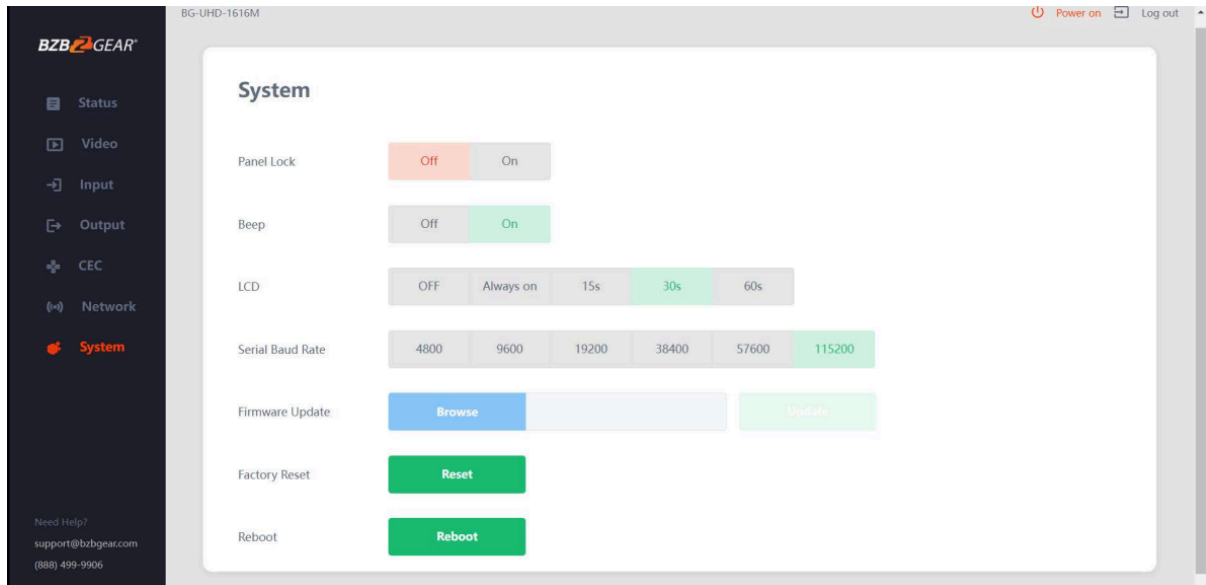 BG-UHD-1616M
Power on
Log out
BZBGEAR®
Status
Video
Input
Output
CEC
Network
System
Need Help?
support@bzbgear.com
(888) 499-9906
System
Panel Lock Off On
Beep Off On
LCD OFF Always on 15s 30s 60s
Serial Baud Rate 4800 9600 19200 38400 57600 115200
Firmware Update Browse Update
Factory Reset Reset
Reboot Reboot